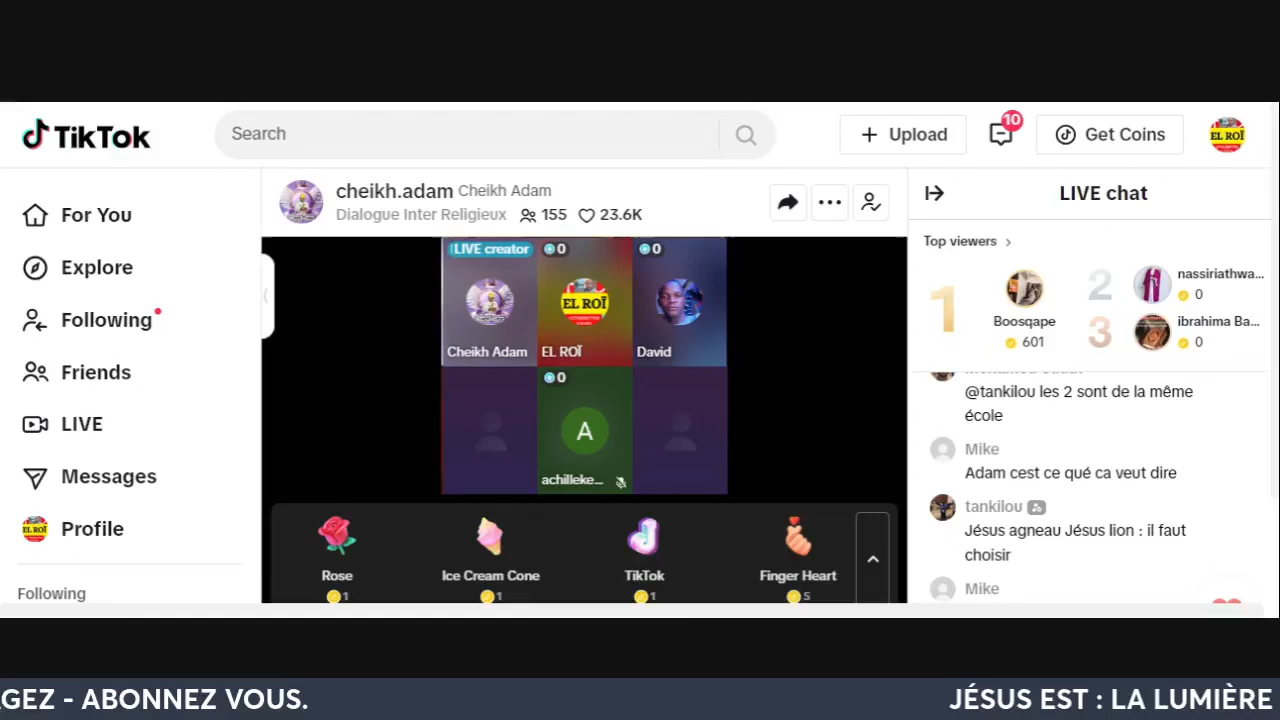 TikTok
Search
Upload
10
Get Coins
EL ROÏ
For You
Explore
Following
Friends
LIVE
Messages
EL ROÏ
Profile
Following
cheikh.adam Cheikh Adam
Dialogue Inter Religieux 155 23.6K
LIVE creator
0
0
EL ROÏ
Cheikh Adam
EL ROÏ
David
0
A
achilleke...
Rose
1
Ice Cream Cone
1
TikTok
1
Finger Heart
5
LIVE chat
Top viewers
1
Boosqape
601
2
nassiriathwa...
0
3
ibrahima Ba...
0
@tankilou les 2 sont de la même
école
Mike
Adam cest ce qué ca veut dire
tankilou
Jésus agneau Jésus lion : il faut
choisir
Mike
GEZ - ABONNEZ VOUS.
JÉSUS EST : LA LUMIÈRE